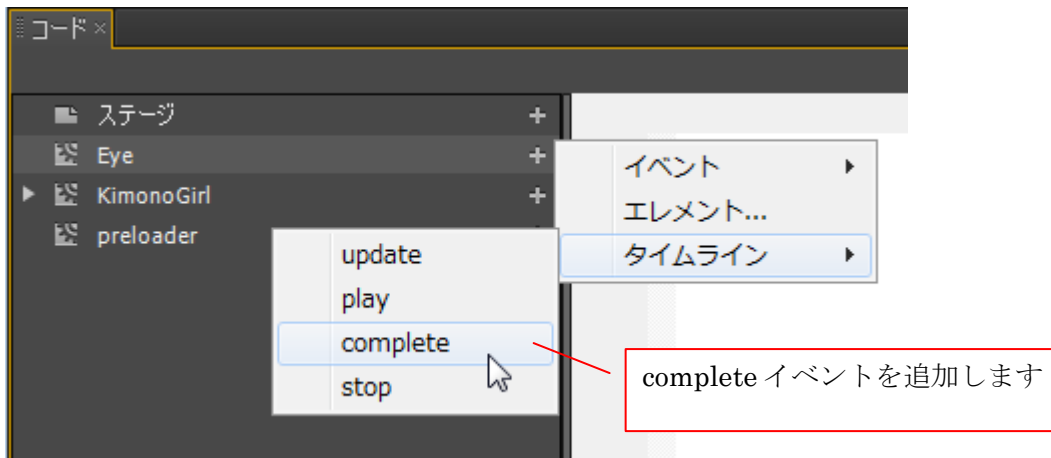 コード ×
ステージ +
Eye +
KimonoGirl +
preloader
イベント
エレメント...
タイムライン
update
play
complete
stop
complete イベントを追加します